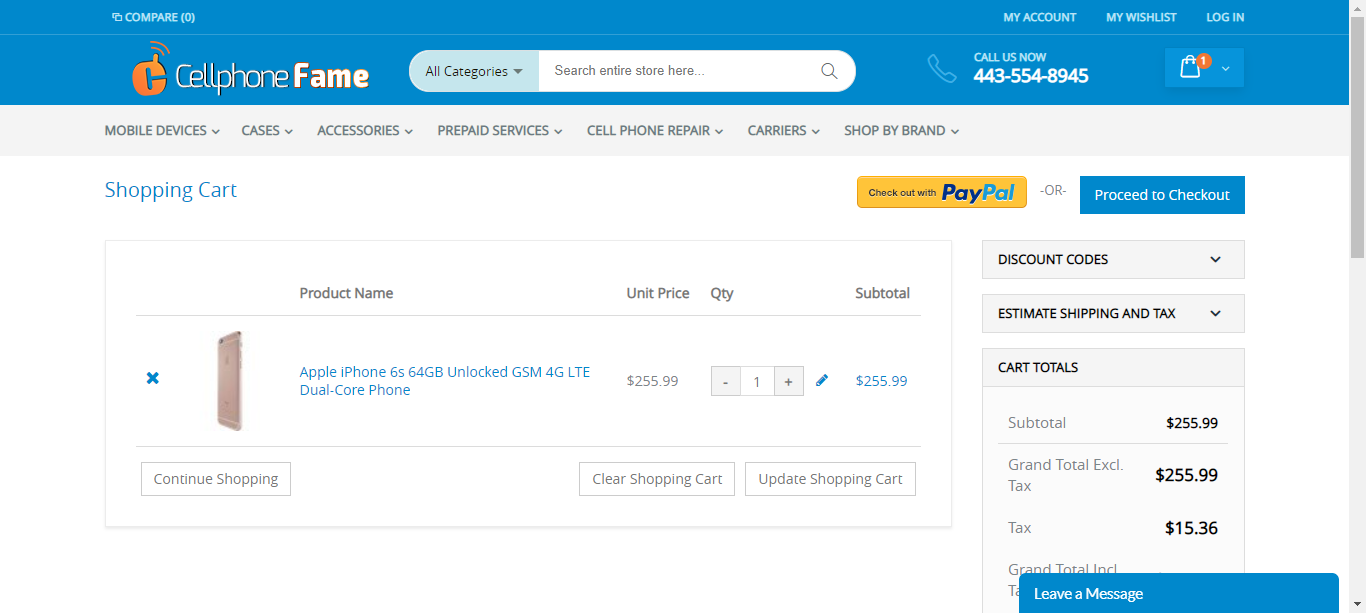 COMPARE (0)
MY ACCOUNT
MY WISHLIST
LOG IN
Cellphone Fame
All Categories
Search entire store here...
CALL US NOW
443-554-8945
1
MOBILE DEVICES
CASES
ACCESSORIES
PREPAID SERVICES
CELL PHONE REPAIR
CARRIERS
SHOP BY BRAND
Shopping Cart
Check out with PayPal
-OR-
Proceed to Checkout
Product Name
Unit Price
Qty
Subtotal
Apple iPhone 6s 64GB Unlocked GSM 4G LTE
Dual-Core Phone
$255.99
- 1 +
$255.99
Continue Shopping
Clear Shopping Cart
Update Shopping Cart
DISCOUNT CODES
ESTIMATE SHIPPING AND TAX
CART TOTALS
Subtotal
$255.99
Grand Total Excl.
Tax
$255.99
Tax
$15.36
Grand Total Incl.
Leave a Message